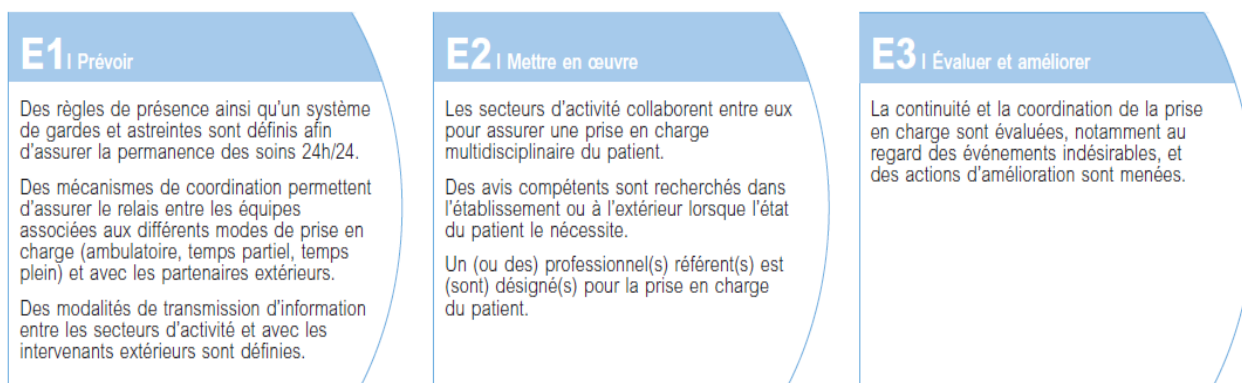 E1 I Prévoir
Des règles de présence ainsi qu'un système
de gardes et astreintes sont définis afin
d'assurer la permanence des soins 24h/24.
Des mécanismes de coordination permettent
d'assurer le relais entre les équipes
associées aux différents modes de prise en
charge (ambulatoire, temps partiel, temps
plein) et avec les partenaires extérieurs.
Des modalités de transmission d'information
entre les secteurs d'activité et avec les
intervenants extérieurs sont définies.
E2 I Mettre en œuvre
Les secteurs d'activité collaborent entre eux
pour assurer une prise en charge
multidisciplinaire du patient.
Des avis compétents sont recherchés dans
l'établissement ou à l'extérieur lorsque l'état
du patient le nécessite.
Un (ou des) professionnel(s) référent(s) est
(sont) désigné(s) pour la prise en charge
du patient.
E3 I Évaluer et améliorer
La continuité et la coordination de la prise
en charge sont évaluées, notamment au
regard des événements indésirables, et
des actions d'amélioration sont menées.